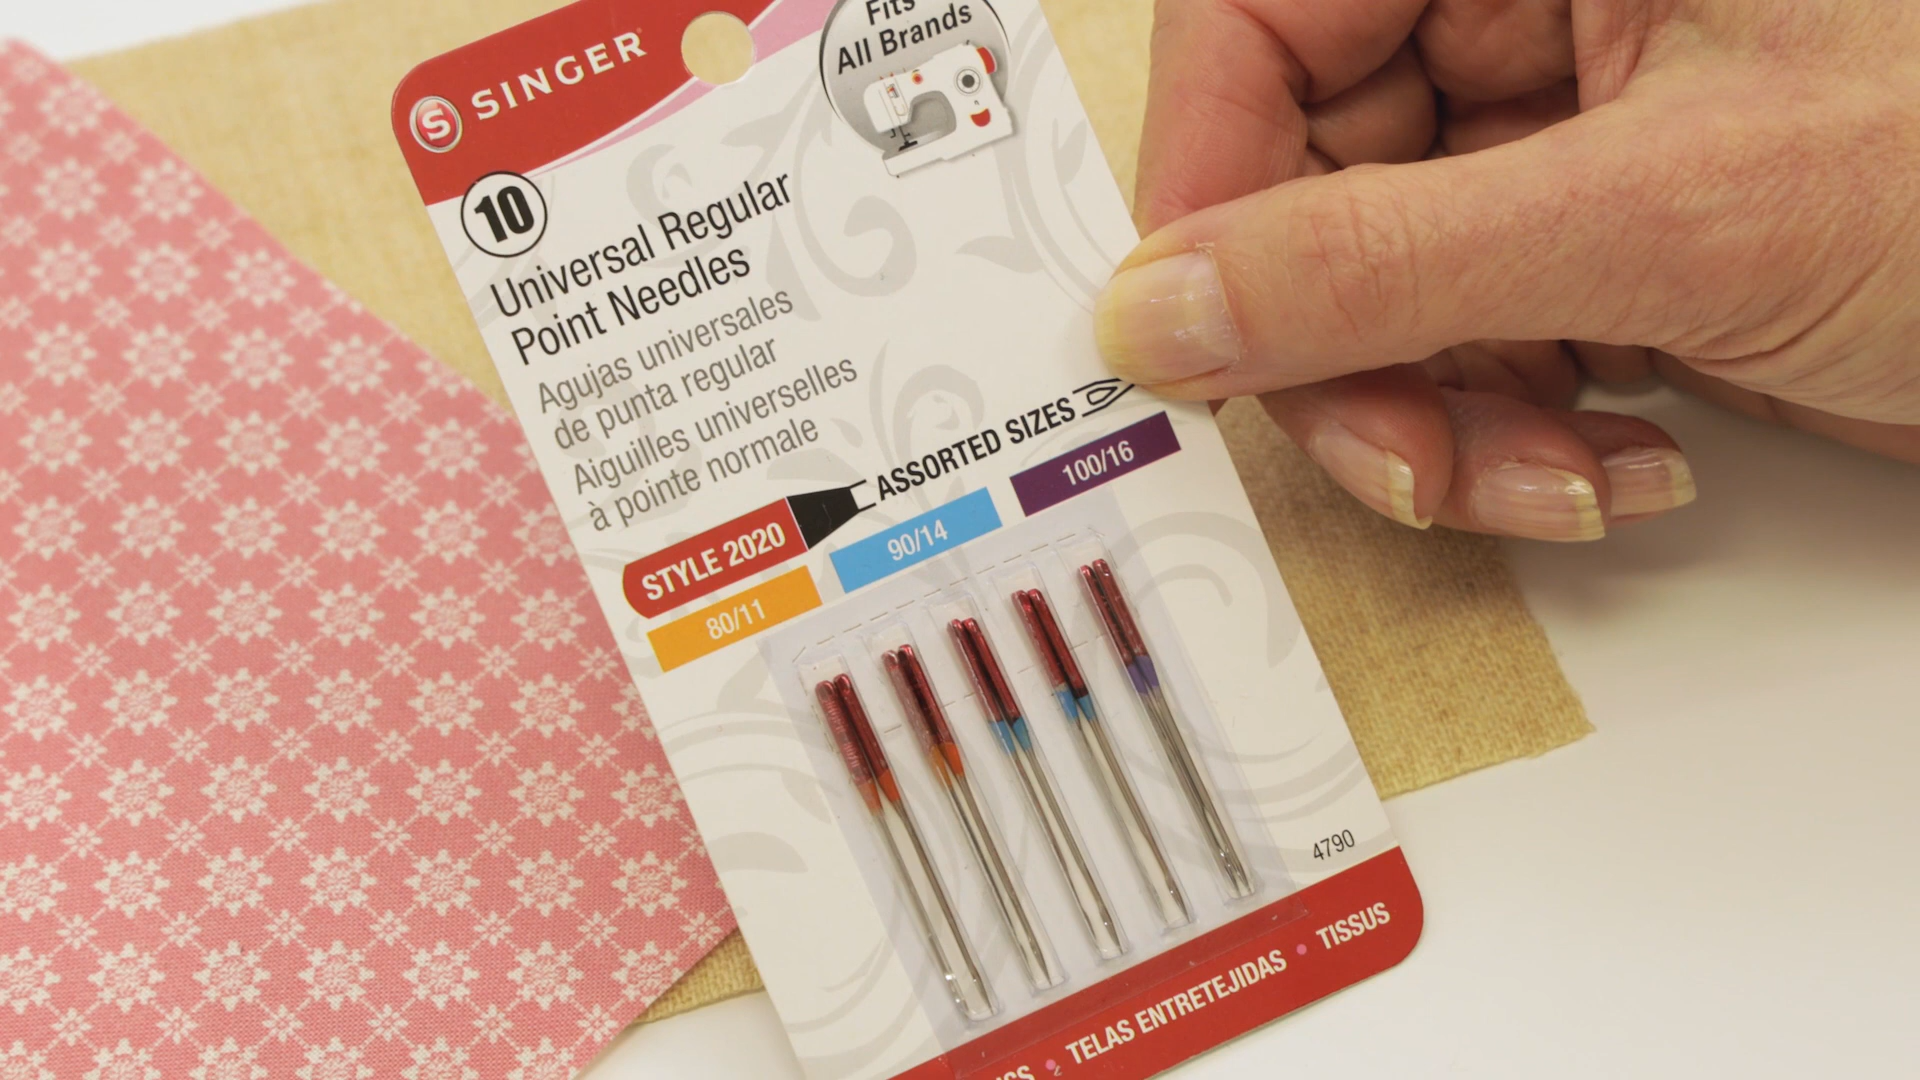 S SINGER
Fits
All Brands
10
Universal Regular
Point Needles
Agujas universales
de punta regular
Aiguilles universelles
à pointe normale
STYLE 2020
ASSORTED SIZES
80/11
90/14
100/16
4790
TELAS ENTRETEJIDAS • TISSUS